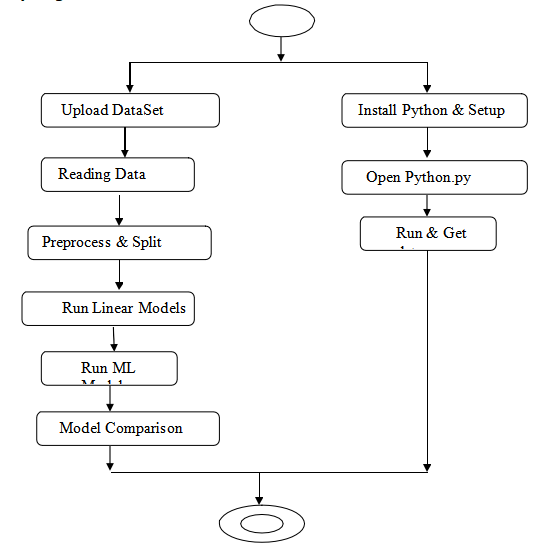 Upload DataSet
Install Python & Setup
Reading Data
Open Python.py
Preprocess & Split
Run & Get
Run Linear Models
Run ML
Model Comparison